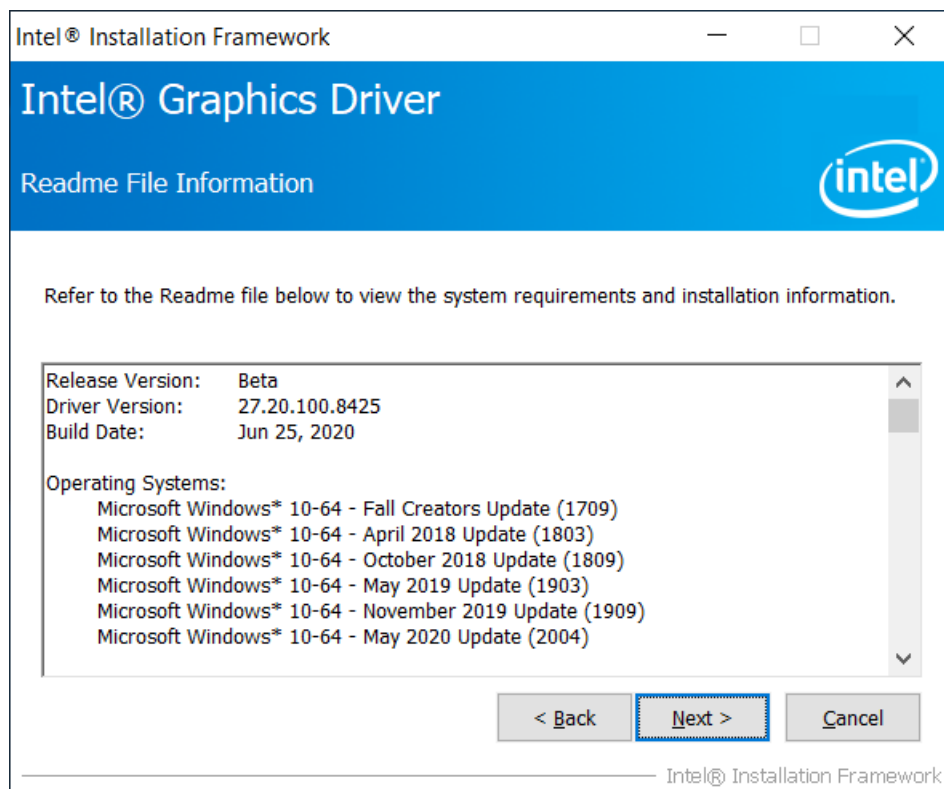 Intel® Installation Framework
Intel® Graphics Driver
Readme File Information
intel
Refer to the Readme file below to view the system requirements and installation information.
Release Version: Beta
Driver Version: 27.20.100.8425
Build Date: Jun 25, 2020
Operating Systems:
Microsoft Windows* 10-64 - Fall Creators Update (1709)
Microsoft Windows* 10-64 - April 2018 Update (1803)
Microsoft Windows* 10-64 - October 2018 Update (1809)
Microsoft Windows* 10-64 - May 2019 Update (1903)
Microsoft Windows* 10-64 - November 2019 Update (1909)
Microsoft Windows* 10-64 - May 2020 Update (2004)
< Back Next > Cancel
Intel® Installation Framework